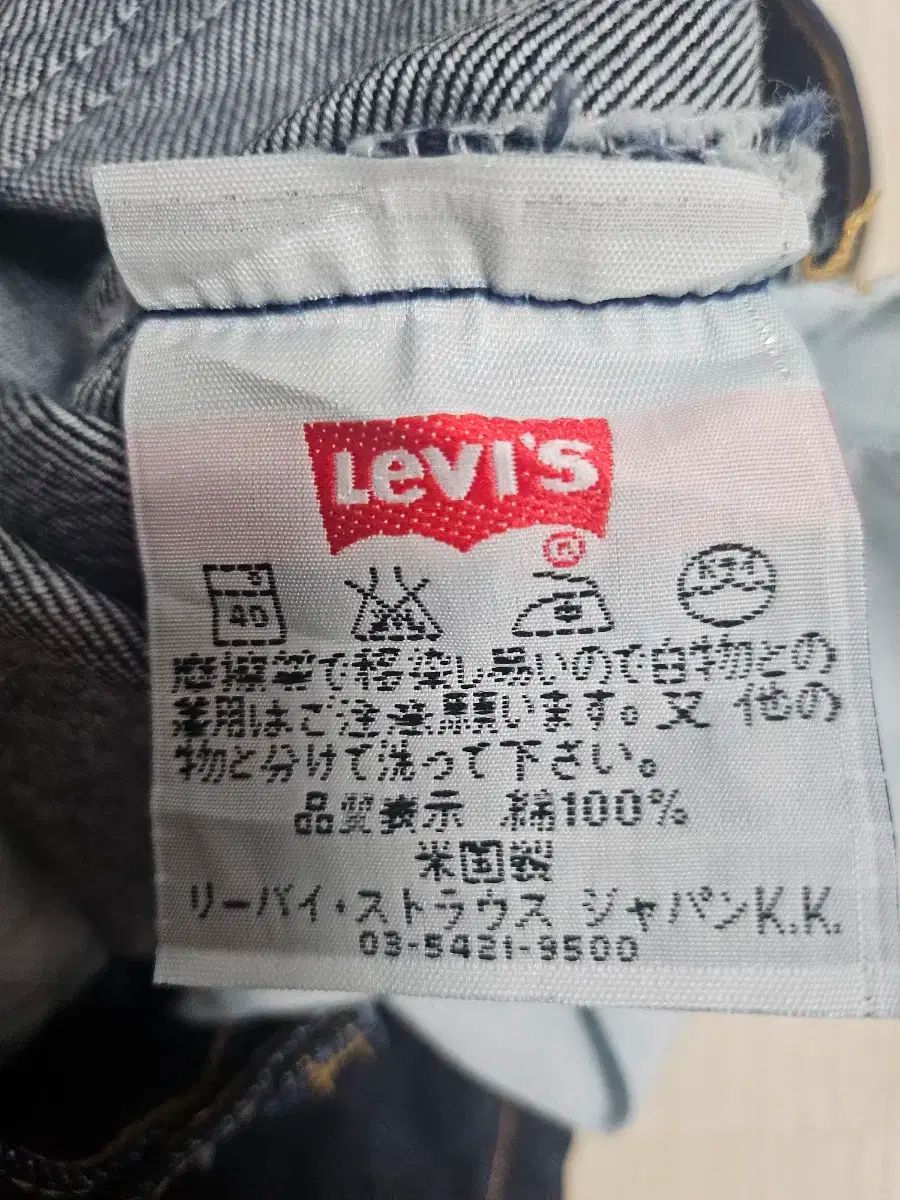 LEVI'S
®
40
摩擦等で移染し易いので白物との
着用はご注意願います。又 他の
物と分けて洗って下さい。
品質表示 綿100%
米国製
リーバイ・ストラウス ジャパンK.K.
03-5421-9500